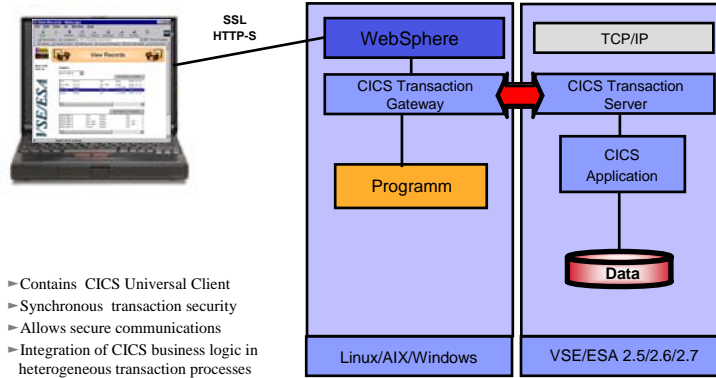 View Records
VSE/ESA
SSL
HTTP-S
WebSphere
CICS Transaction
Gateway
Programm
Linux/AIX/Windows
TCP/IP
CICS Transaction
Server
CICS
Application
Data
VSE/ESA 2.5/2.6/2.7
►Contains CICS Universal Client
►Synchronous transaction security
►Allows secure communications
►Integration of CICS business logic in
heterogeneous transaction processes